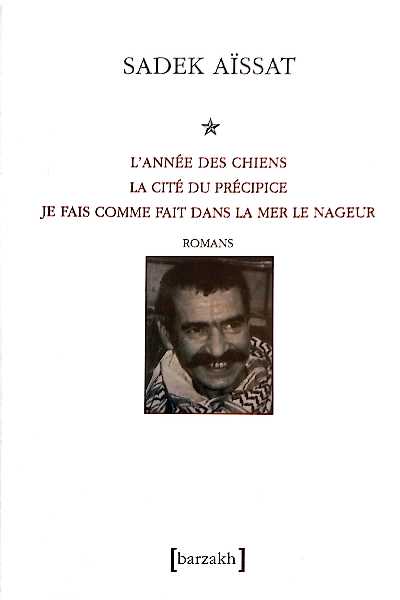 SADEK AÏSSAT
L'ANNÉE DES CHIENS
LA CITÉ DU PRÉCIPICE
JE FAIS COMME FAIT DANS LA MER LE NAGEUR
ROMANS
[barzakh]